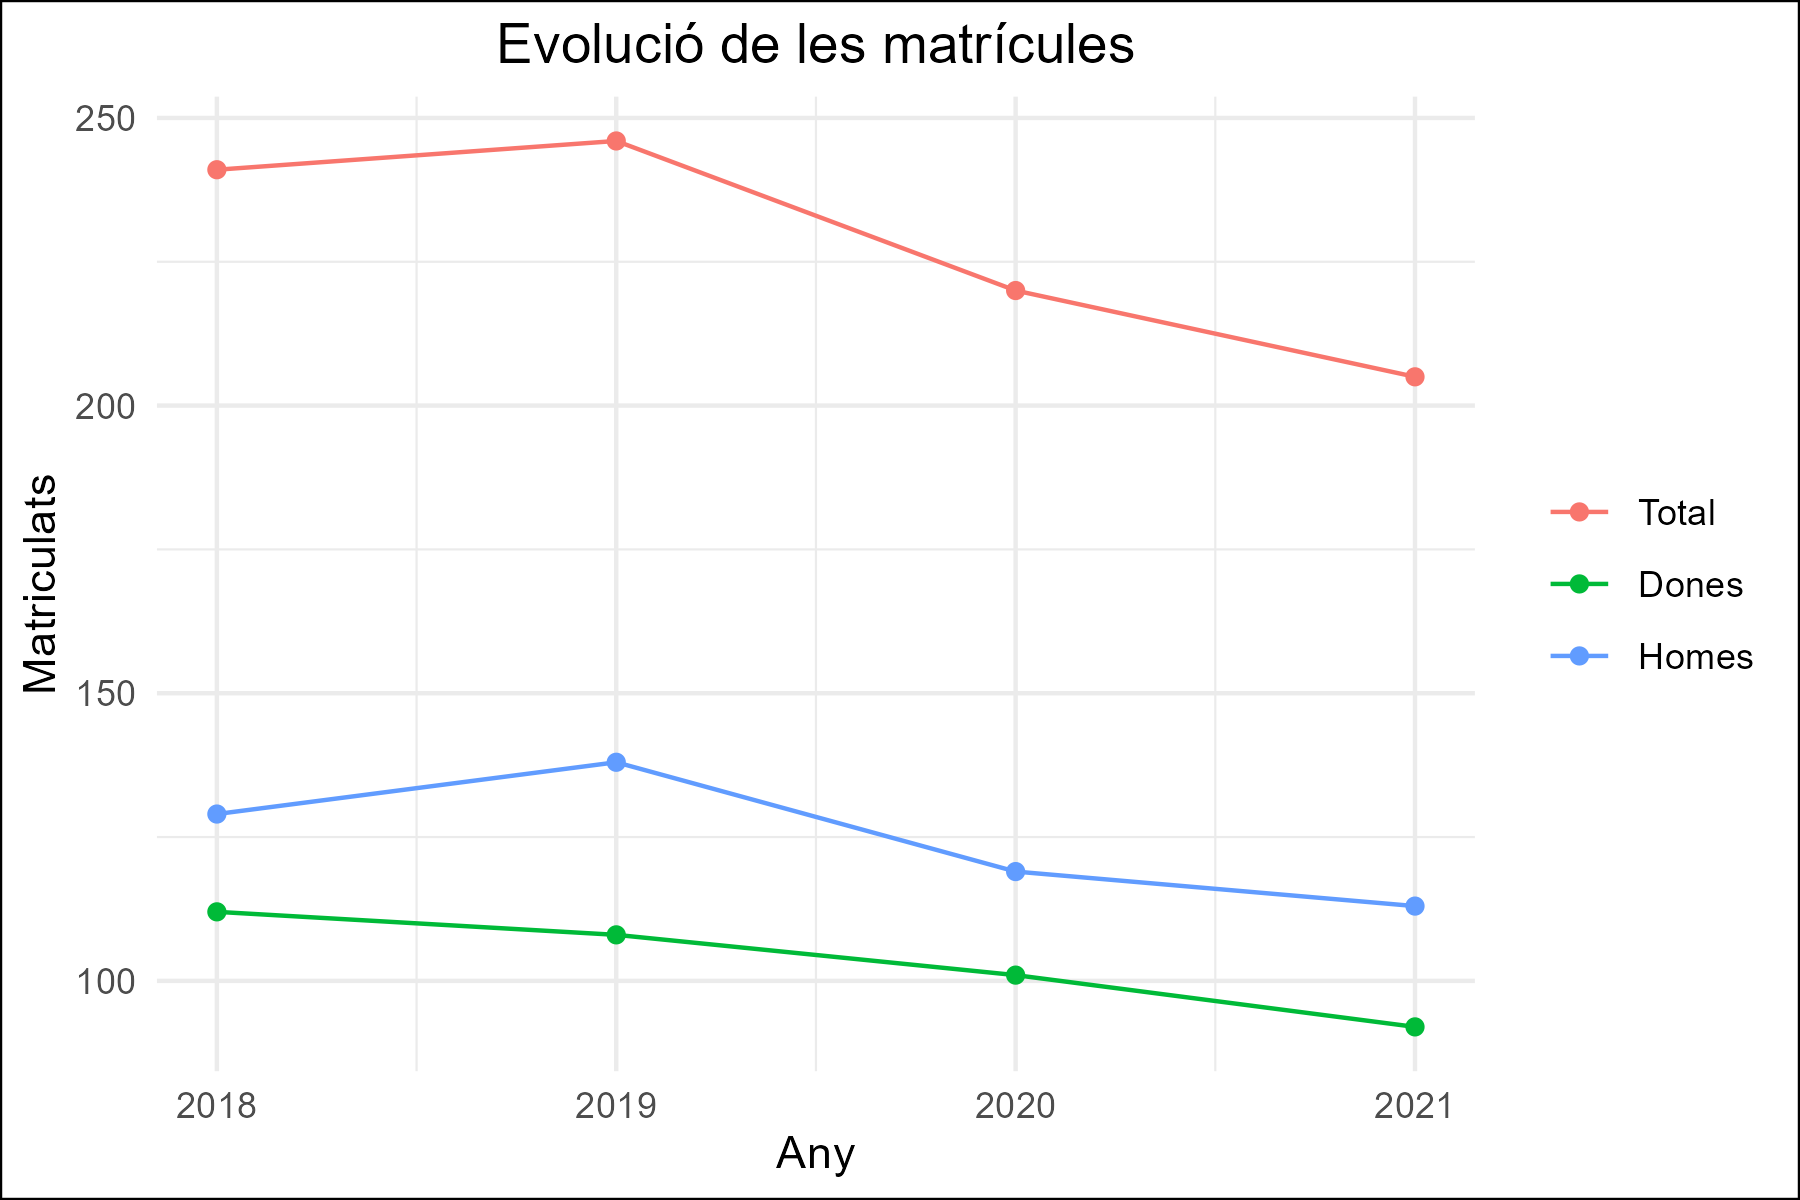 Evolució de les matrícules
250
200
150
100
Matriculats
2018
2019
2020
2021
Any
Total
Dones
Homes